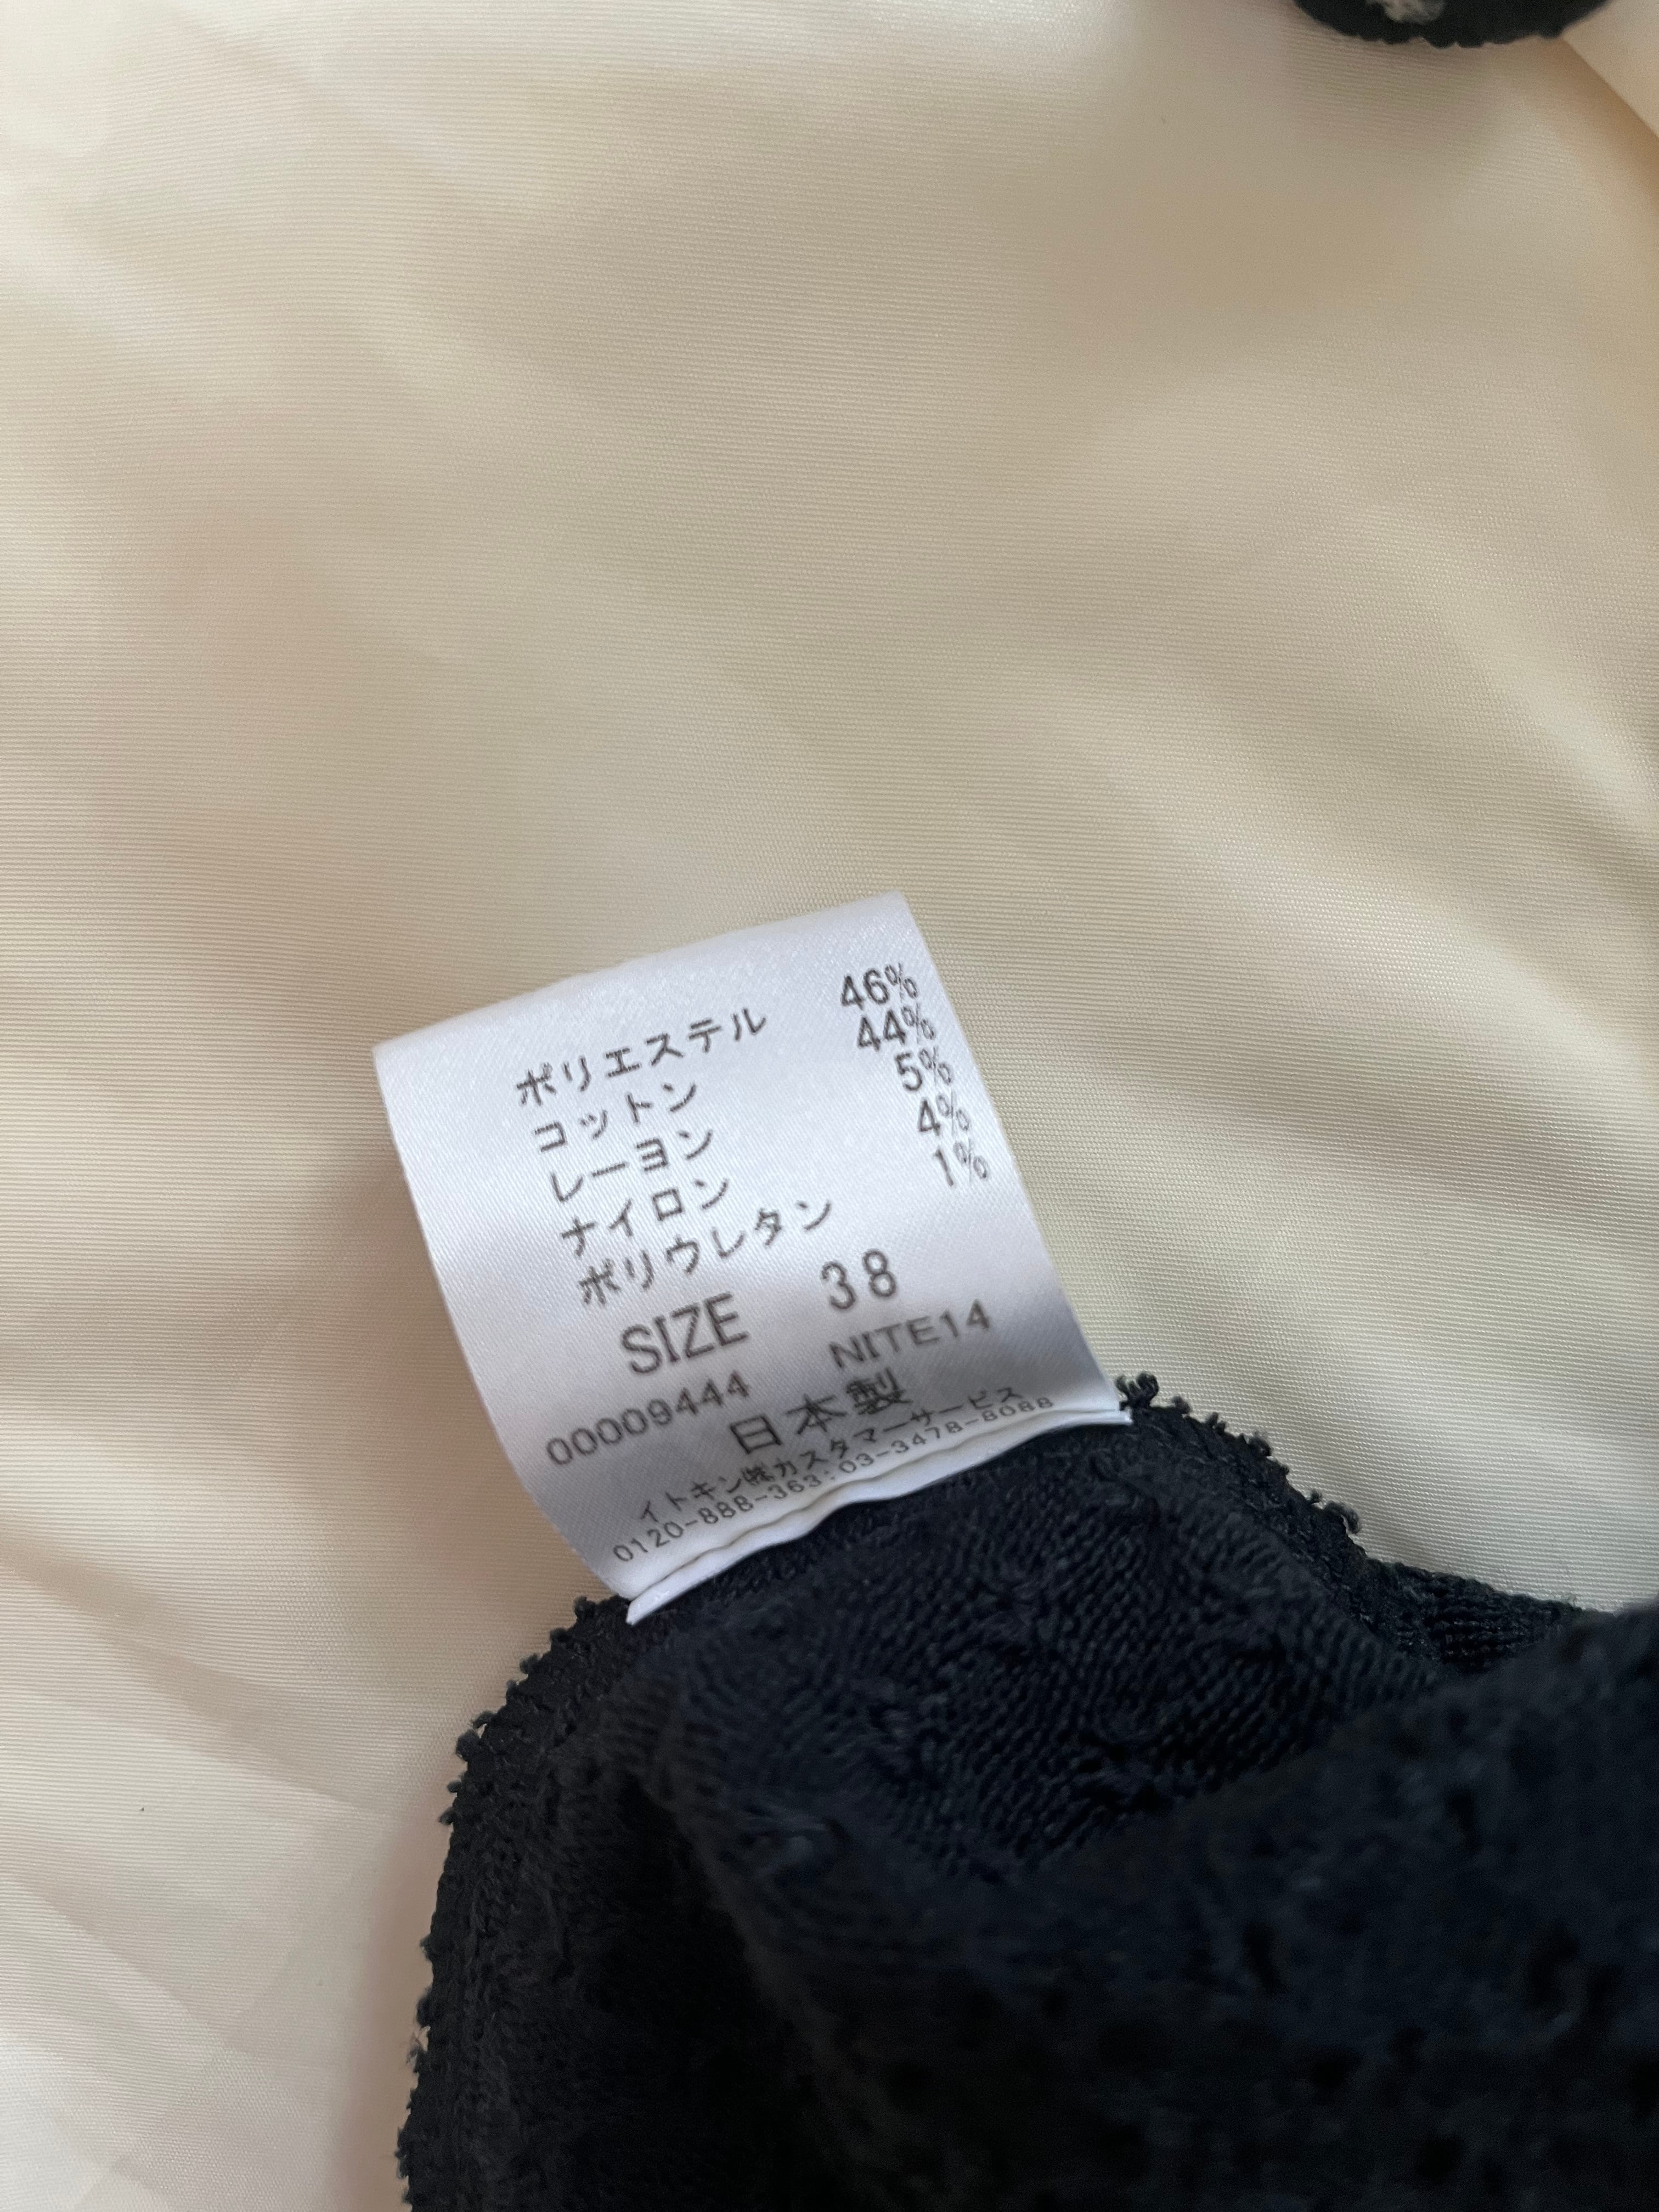 ポリエステル 46%
コットン 44%
レーヨン 5%
ナイロン 4%
ポリウレタン 1%
SIZE 38
00009444 NITE14
日本製
イトキン㈱カスタマーサービス
0120-888-363:03-3478-8088